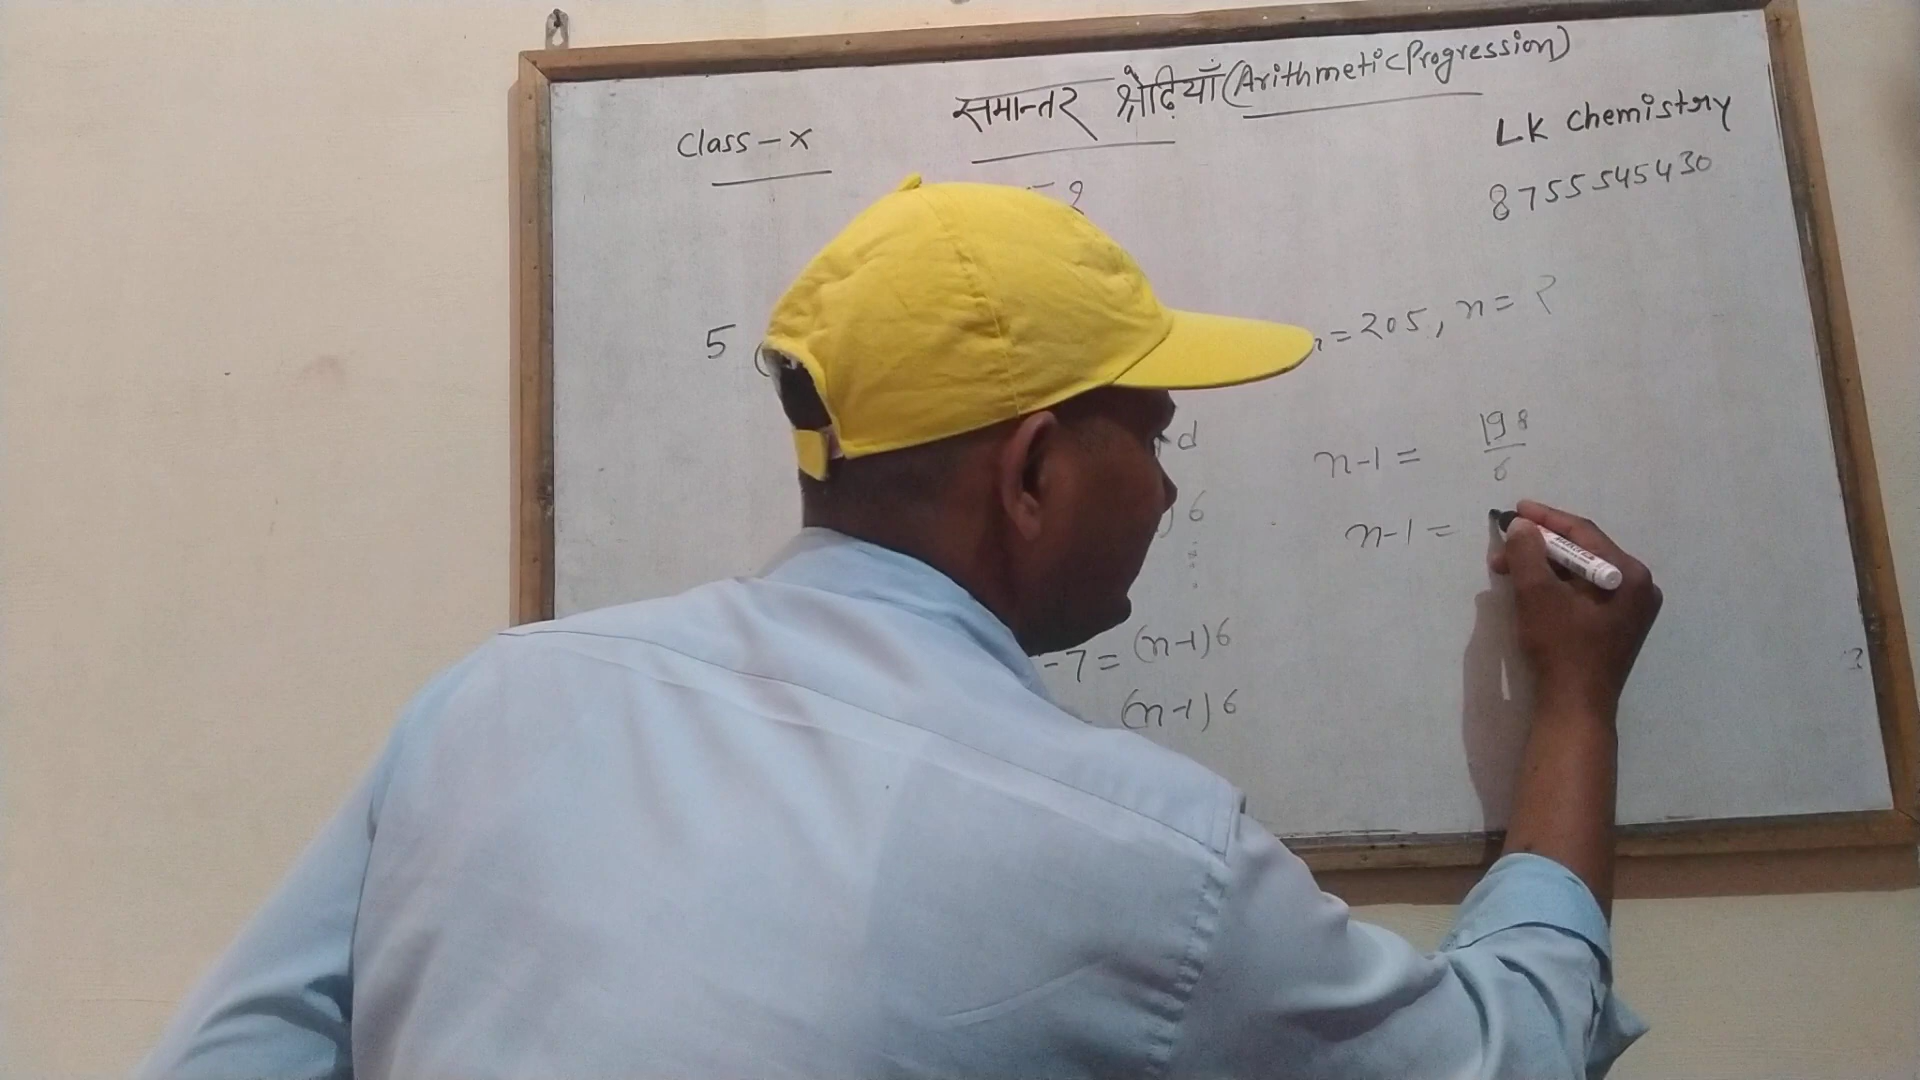 समान्तर श्रेढ़ियाँ (Arithmetic Progression)
Class - X
LK Chemistry
8755545430
5
= 205, n = ?
d
n-1 = 198/6
6
n-1 =
-7 = (n-1)6
(n-1)6